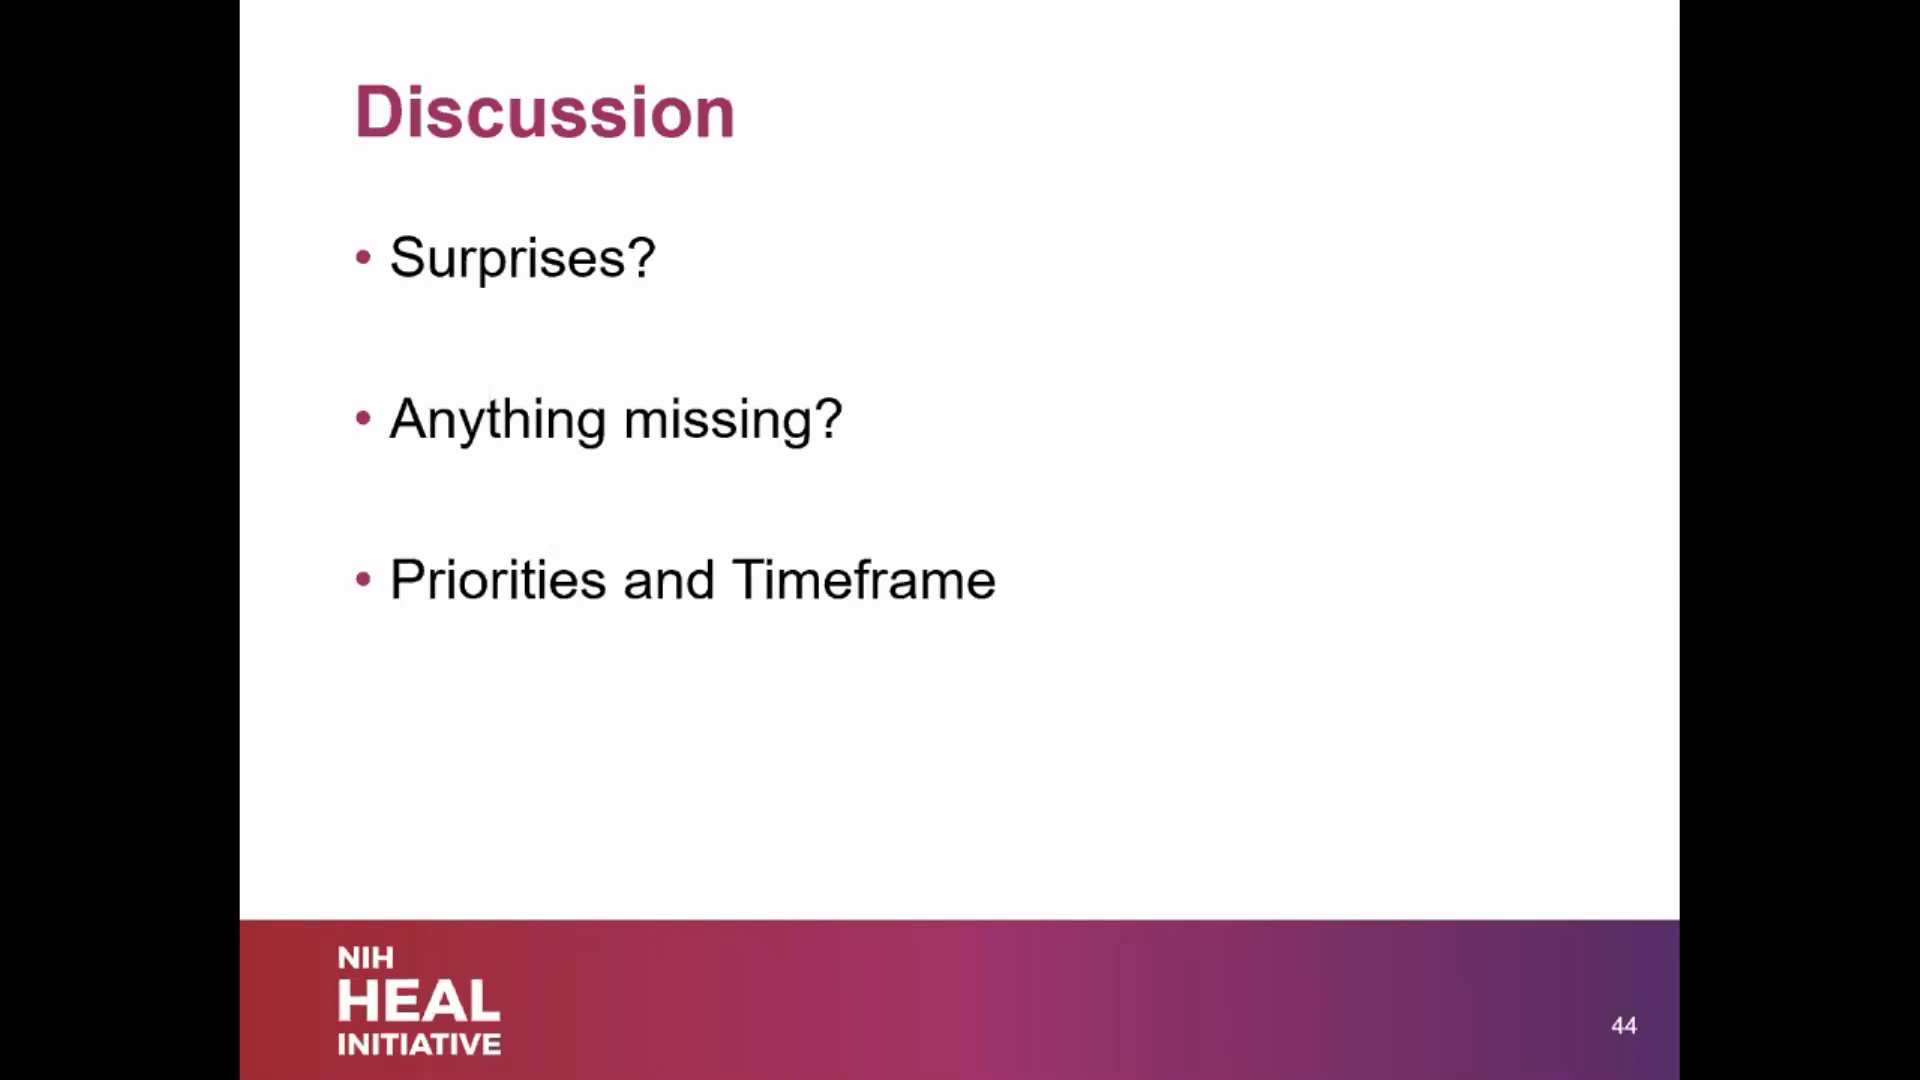 Discussion
• Surprises?
• Anything missing?
• Priorities and Timeframe
NIH
HEAL
INITIATIVE
44